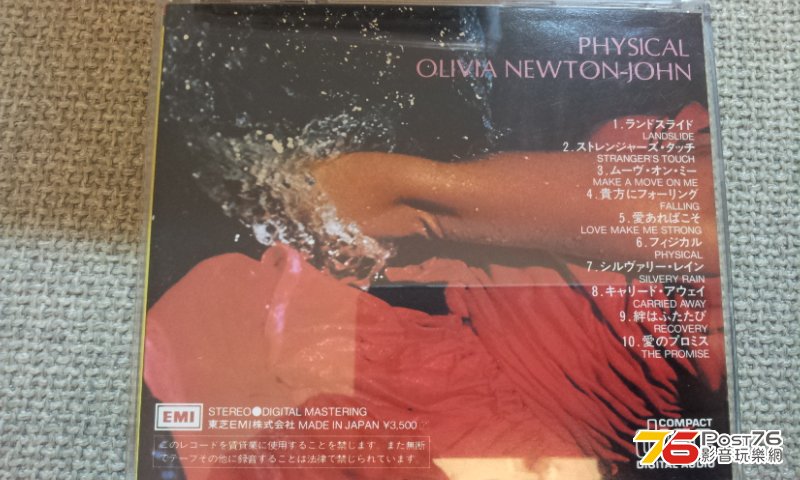 PHYSICAL
OLIVIA NEWTON-JOHN
1.ランドスライド
LANDSLIDE
2.ストレンジャーズ・タッチ
STRANGER'S TOUCH
3.ムーヴ・オン・ミー
MAKE A MOVE ON ME
4.貴方にフォーリング
FALLING
5.愛あればこそ
LOVE MAKE ME STRONG
6.フィジカル
PHYSICAL
7.シルヴァリー・レイン
SILVERY RAIN
8.キャリード・アウェイ
CARRIED AWAY
9.絆はふたたび
RECOVERY
10.愛のプロミス
THE PROMISE
EMI
STEREO●DIGITAL MASTERING
東芝EMI株式会社 MADE IN JAPAN ¥3,500
このレコードを賃貸業に使用することを禁じます。また無断
でテープその他に録音することは法律で禁じられています。
COMPACT
DIGITAL AUDIO
76 Post76
影音玩樂網